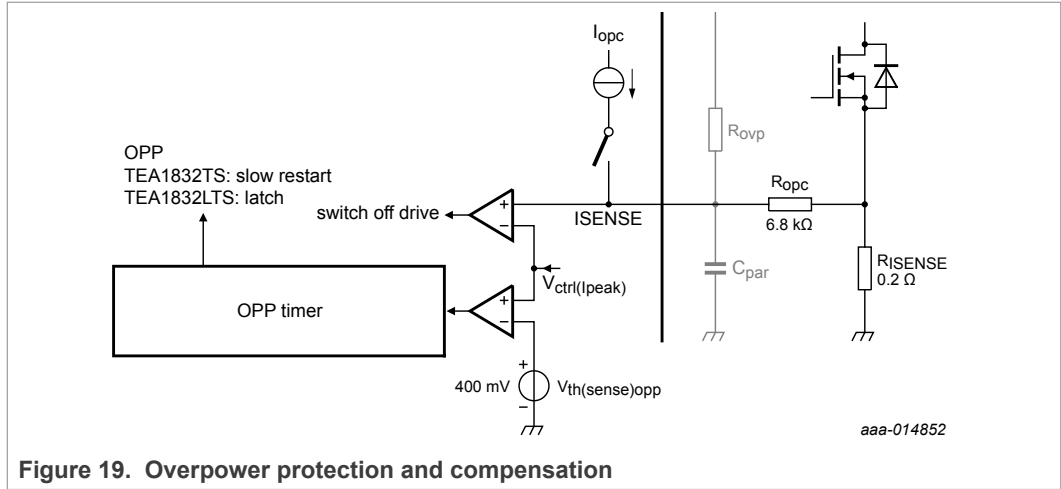 Iopc
Rovp
OPP
TEA1832TS: slow restart
TEA1832LTS: latch
Ropc
switch off drive
+
−
ISENSE
6.8 kΩ
RISENSE
0.2 Ω
Cpar
Vctrl(Ipeak)
OPP timer
+
−
400 mV
+
−
Vth(sense)opp
aaa-014852
Figure 19. Overpower protection and compensation